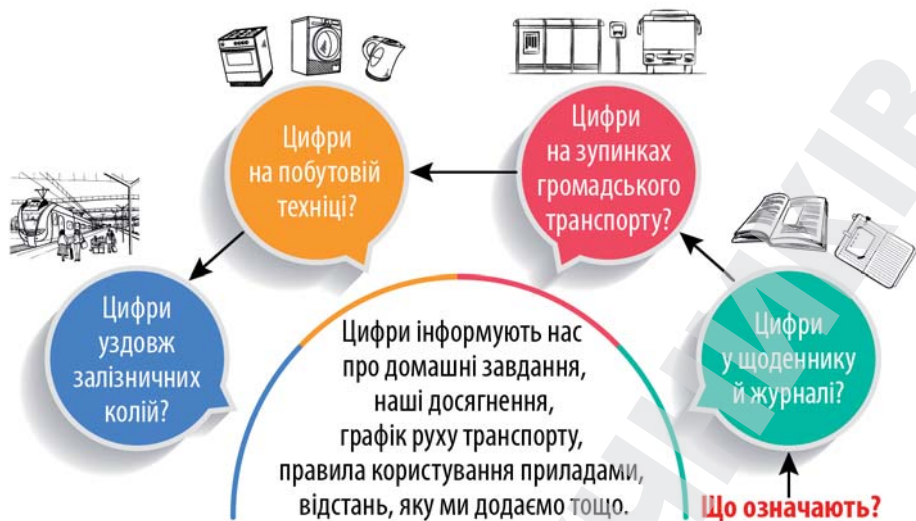 Цифри
на побутовій
техніці?
Цифри
на зупинках
громадського
транспорту?
Цифри
уздовж
залізничних
колій?
Цифри
у щоденнику
й журналі?
Цифри інформують нас
про домашні завдання,
наші досягнення,
графік руху транспорту,
правила користування приладами,
відстань, яку ми додаємо тощо.
Що означають?